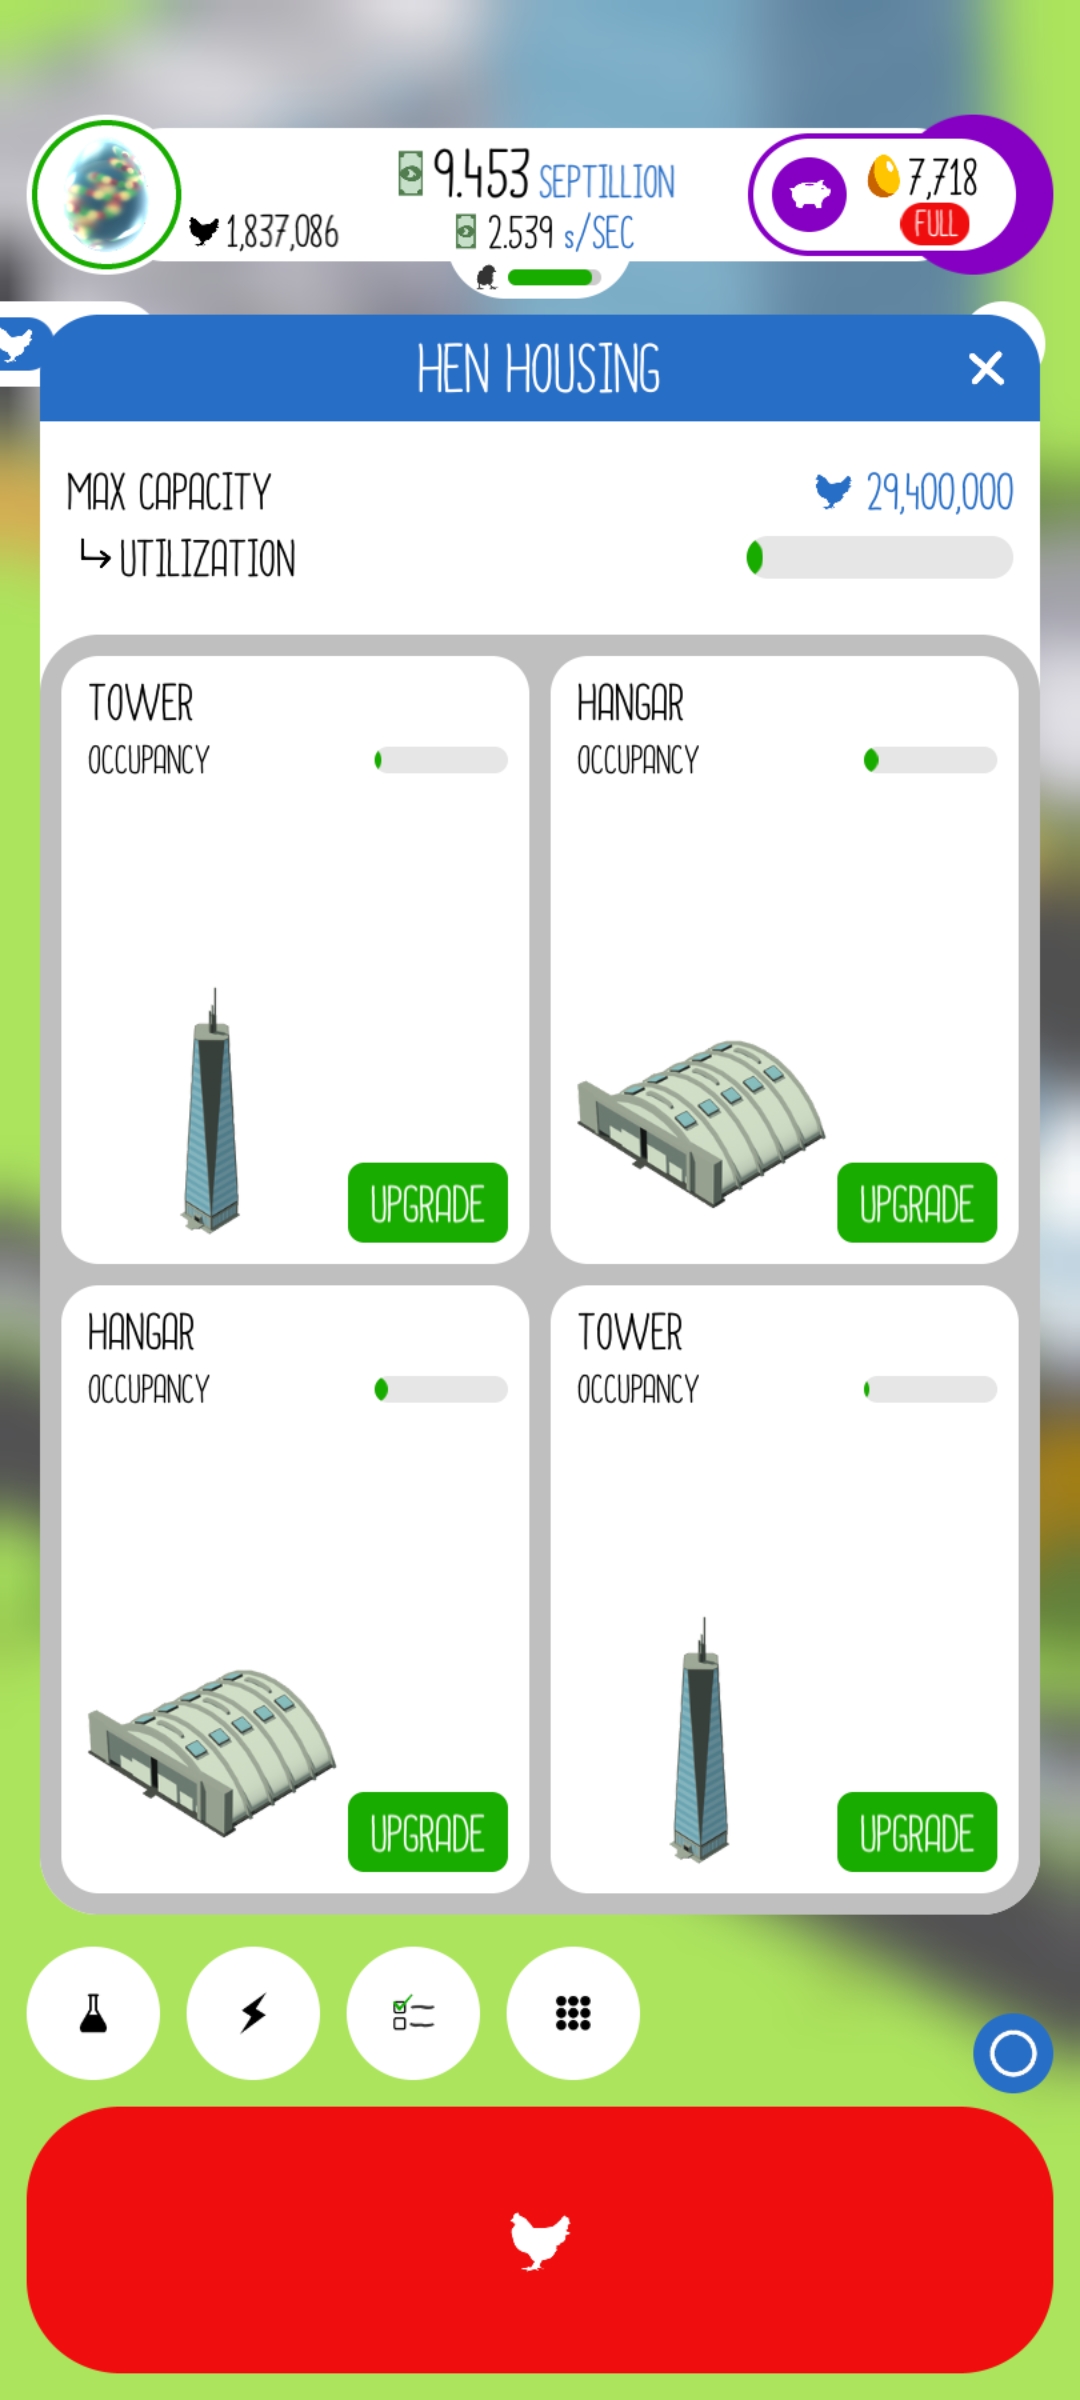 9.453 SEPTILLION
1,837,086
2.539 s/SEC
7,718
FULL
HEN HOUSING
MAX CAPACITY
29,400,000
UTILIZATION
TOWER
OCCUPANCY
UPGRADE
HANGAR
OCCUPANCY
UPGRADE
HANGAR
OCCUPANCY
UPGRADE
TOWER
OCCUPANCY
UPGRADE